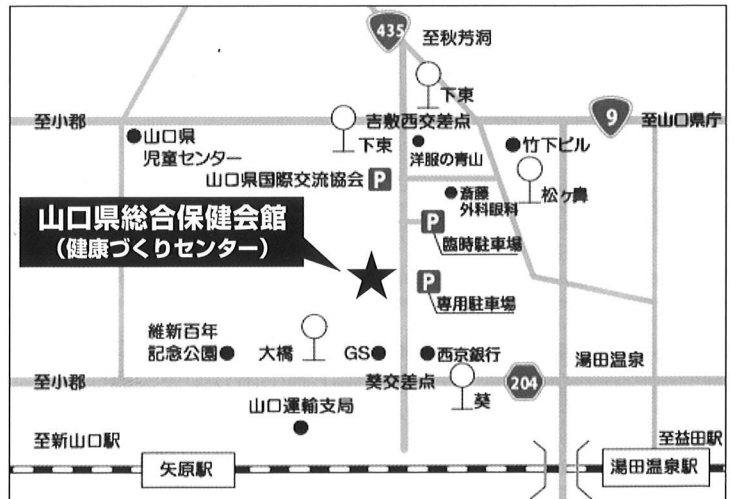 435
至秋芳洞
下東
9
至小郡
吉敷西交差点
至山口県庁
山口県
児童センター
下東
洋服の青山
竹下ビル
山口県国際交流協会
P
斎藤
外科眼科
松ヶ鼻
山口県総合保健会館
(健康づくりセンター)
P
臨時駐車場
P
専用駐車場
維新百年
記念公園
大橋
GS
西京銀行
湯田温泉
至小郡
葵交差点
204
葵
山口運輸支局
至新山口駅
至益田駅
矢原駅
湯田温泉駅